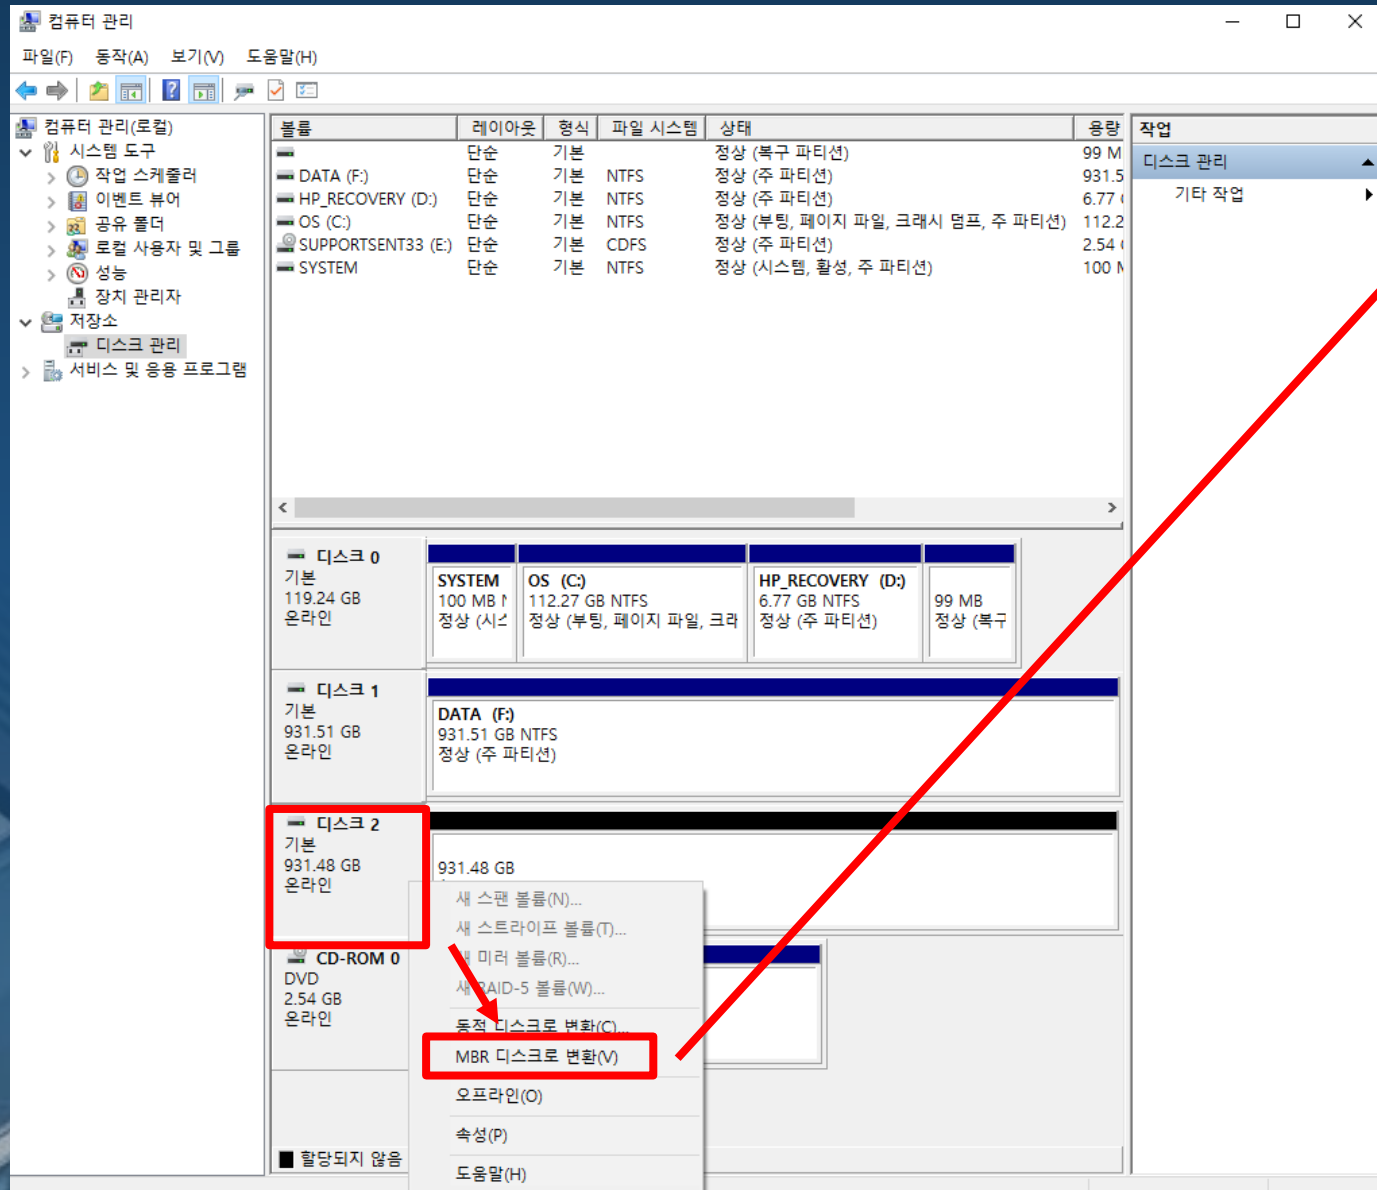 컴퓨터 관리
파일(F) 동작(A) 보기(V) 도움말(H)
컴퓨터 관리(로컬)
시스템 도구
작업 스케줄러
이벤트 뷰어
공유 폴더
로컬 사용자 및 그룹
성능
장치 관리자
저장소
디스크 관리
서비스 및 응용 프로그램
볼륨 레이아웃 형식 파일 시스템 상태 용량
단순 기본 정상 (복구 파티션) 99 M
DATA (F:) 단순 기본 NTFS 정상 (주 파티션) 931.5
HP_RECOVERY (D:) 단순 기본 NTFS 정상 (주 파티션) 6.77
OS (C:) 단순 기본 NTFS 정상 (부팅, 페이지 파일, 크래시 덤프, 주 파티션) 112.2
SUPPORTSENT33 (E:) 단순 기본 CDFS 정상 (주 파티션) 2.54
SYSTEM 단순 기본 NTFS 정상 (시스템, 활성, 주 파티션) 100
작업
디스크 관리
기타 작업
디스크 0
기본
119.24 GB
온라인
SYSTEM
100 MB
정상 (시
OS (C:)
112.27 GB NTFS
정상 (부팅, 페이지 파일, 크래
HP_RECOVERY (D:)
6.77 GB NTFS
정상 (주 파티션)
99 MB
정상 (복구
디스크 1
기본
931.51 GB
온라인
DATA (F:)
931.51 GB NTFS
정상 (주 파티션)
디스크 2
기본
931.48 GB
온라인
931.48 GB
CD-ROM 0
DVD
2.54 GB
온라인
새 스팬 볼륨(N)...
새 스트라이프 볼륨(T)...
새 미러 볼륨(R)...
새 RAID-5 볼륨(W)...
동적 디스크로 변환(C)...
MBR 디스크로 변환(V)
오프라인(O)
속성(P)
도움말(H)
할당되지 않음